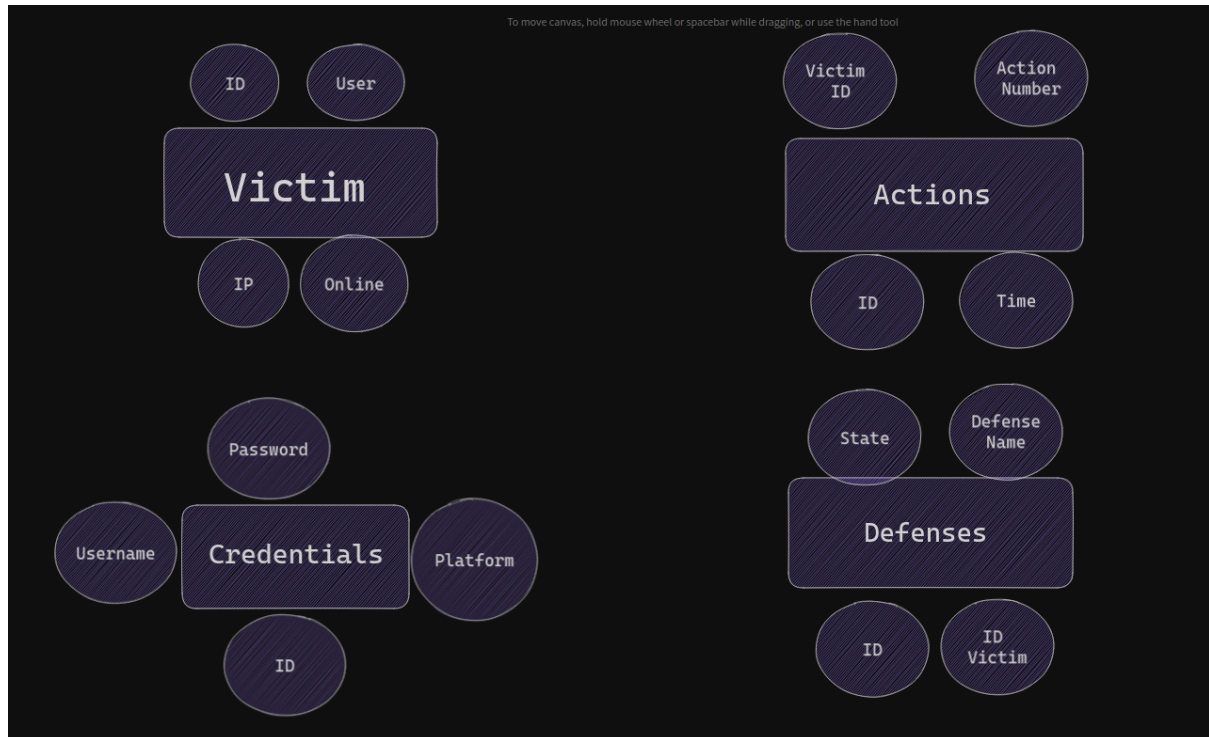 To move canvas, hold mouse wheel or spacebar while dragging, or use the hand tool
ID
User
Victim
IP
Online
Victim
ID
Action
Number
Actions
ID
Time
Password
Username
Credentials
Platform
ID
State
Defense
Name
Defenses
ID
ID
Victim